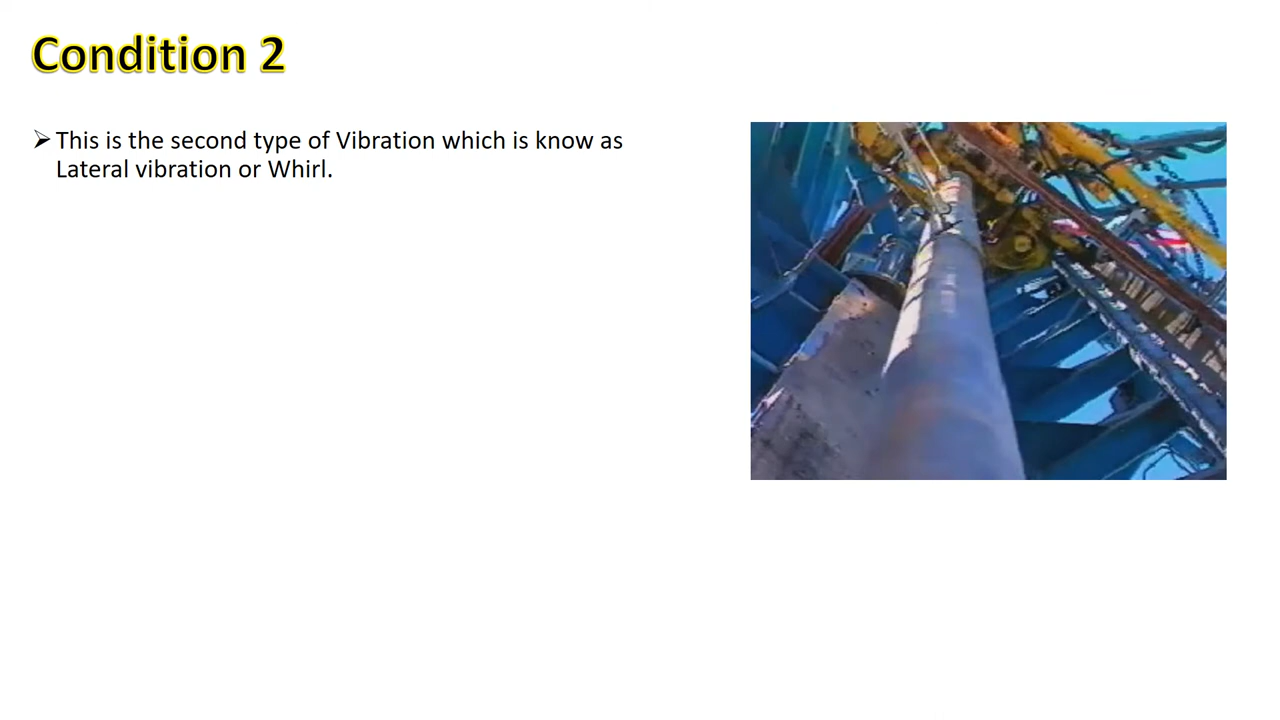 Condition 2
➢ This is the second type of Vibration which is know as
Lateral vibration or Whirl.